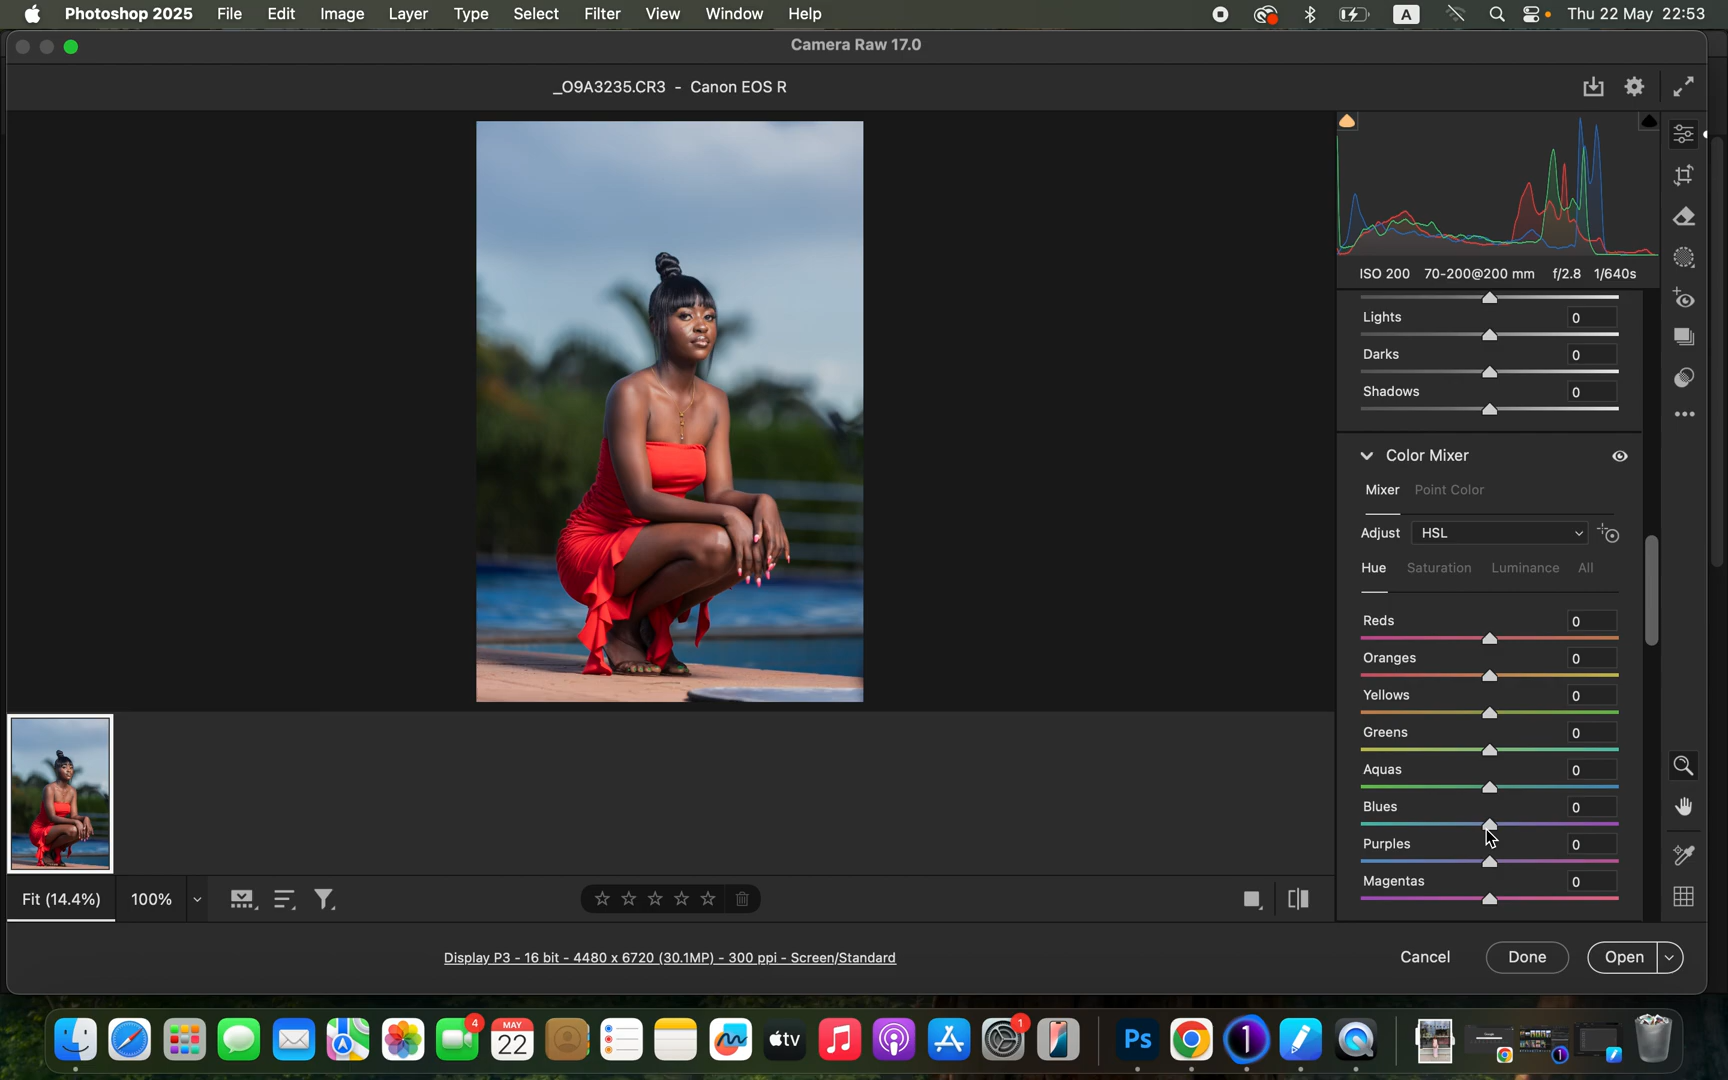 Photoshop 2025 File Edit Image Layer Type Select Filter View Window Help A Thu 22 May 22:53
Camera Raw 17.0
_O9A3235.CR3 - Canon EOS R
ISO 200 70-200@200 mm f/2.8 1/640s
Lights 0
Darks 0
Shadows 0
Color Mixer
Mixer Point Color
Adjust HSL
Hue Saturation Luminance All
Reds 0
Oranges 0
Yellows 0
Greens 0
Aquas 0
Blues 0
Purples 0
Magentas 0
Fit (14.4%) 100%
Display P3 - 16 bit - 4480 x 6720 (30.1MP) - 300 ppi - Screen/Standard
Cancel Done Open
4 MAY 22 tv 1 Ps 1